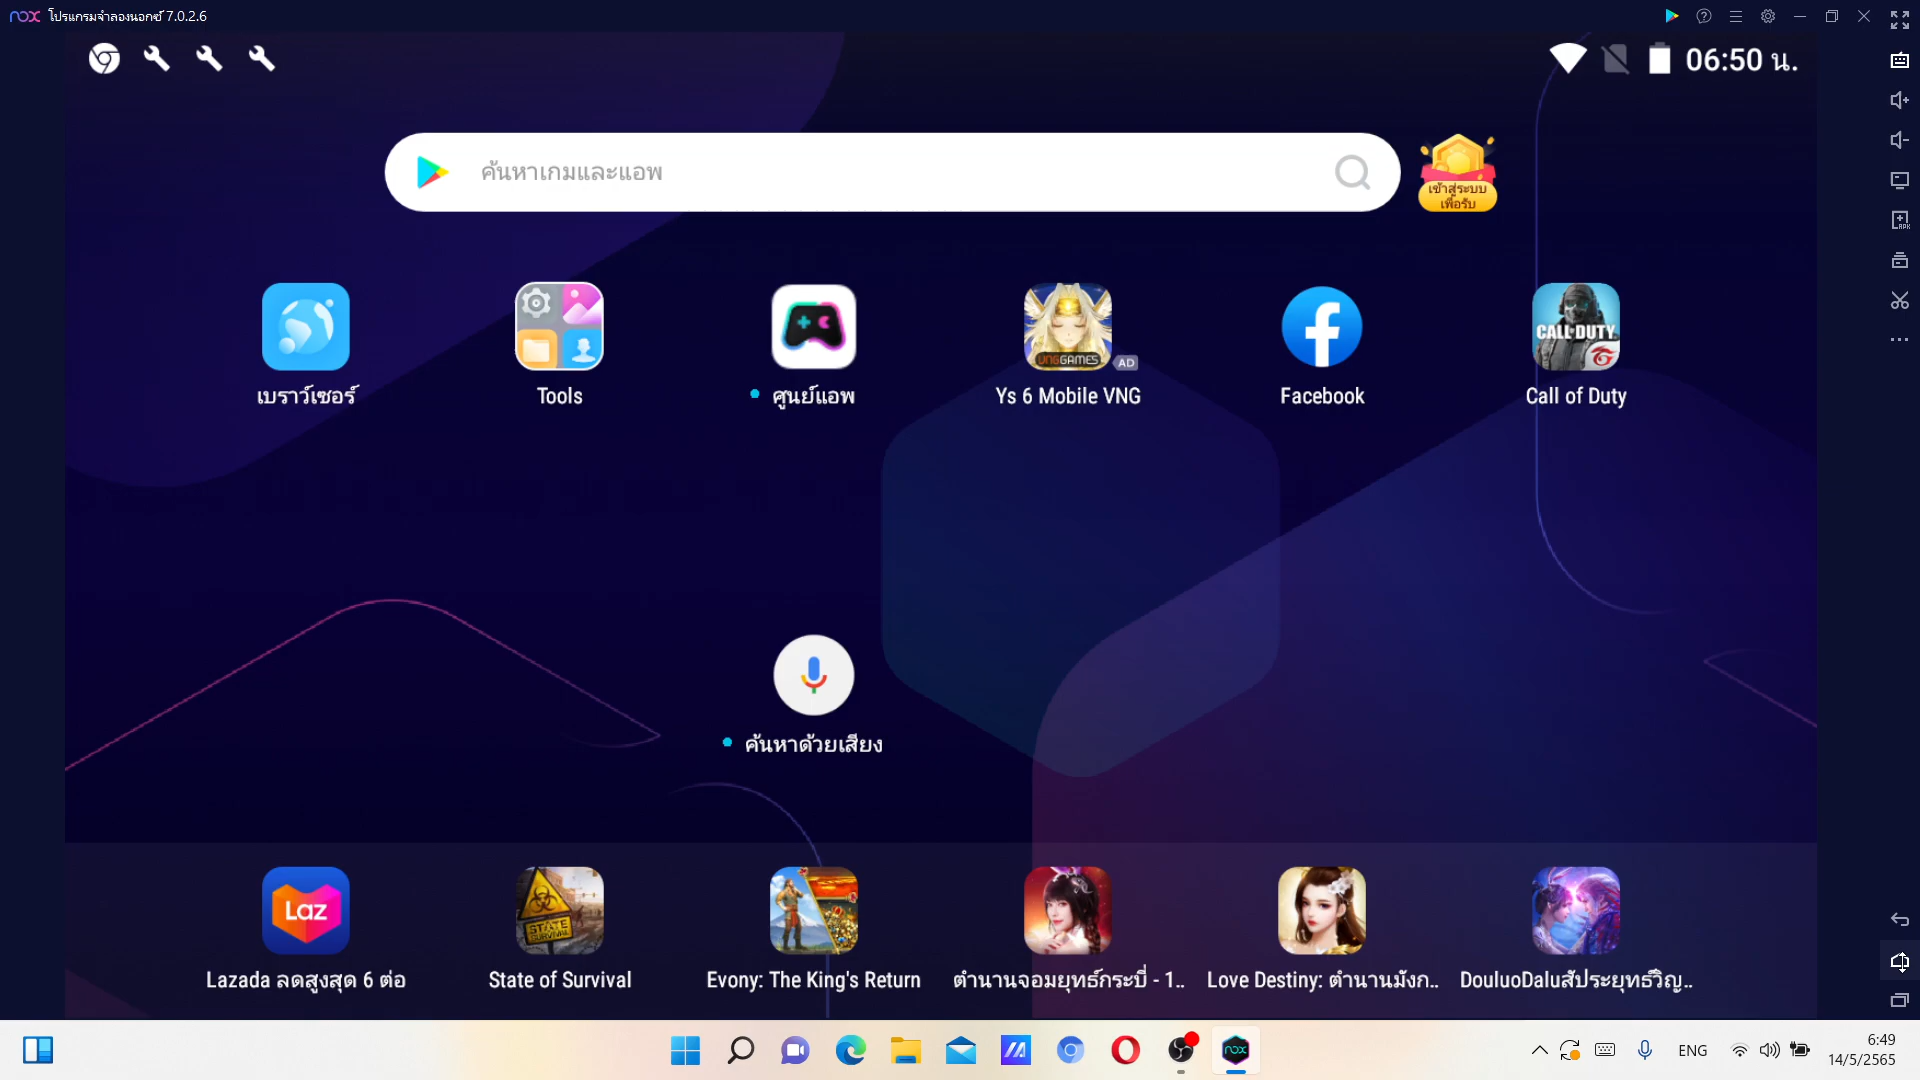 nox โปรแกรมจำลองนอกซ์ 7.0.2.6
06:50 น.
ค้นหาเกมและแอพ
เข้าสู่ระบบ
เพื่อรับ
VNGGAMES
AD
CALL OF DUTY
เบราว์เซอร์
Tools
ศูนย์แอพ
Ys 6 Mobile VNG
Facebook
Call of Duty
ค้นหาด้วยเสียง
Laz
STATE OF SURVIVAL
Lazada ลดสูงสุด 6 ต่อ
State of Survival
Evony: The King's Return
ตำนานจอมยุทธ์กระบี่ - 1..
Love Destiny: ตำนานมังก..
DouluoDaluสัประยุทธ์วิญ..
nox
ENG
6:49
14/5/2565